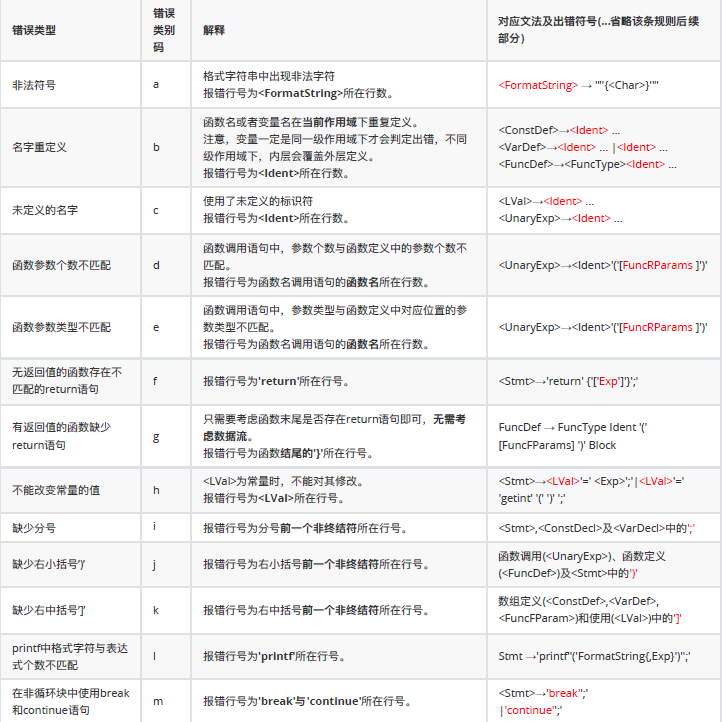 错误类型
错误
类别
码
解释
对应文法及出错符号(...省略该条规则后续
部分)
非法符号
a
格式字符串中出现非法字符
报错行号为<FormatString>所在行数。
<FormatString> → '"'{<Char>}'"'
名字重定义
b
函数名或者变量名在当前作用域下重复定义。
注意，变量一定是同一级作用域下才会判定出错，不同
级作用域下，内层会覆盖外层定义。
报错行号为<Ident>所在行数。
<ConstDef>→<Ident> ...
<VarDef>→<Ident> ... |<Ident> ...
<FuncDef>→<FuncType><Ident> ...
未定义的名字
c
使用了未定义的标识符
报错行号为<Ident>所在行数。
<LVal>→<Ident> ...
<UnaryExp>→<Ident> ...
函数参数个数不匹配
d
函数调用语句中，参数个数与函数定义中的参数个数不
匹配。
报错行号为函数名调用语句的函数名所在行数。
<UnaryExp>→<Ident>'('[FuncRParams ]')'
函数参数类型不匹配
e
函数调用语句中，参数类型与函数定义中对应位置的参
数类型不匹配。
报错行号为函数名调用语句的函数名所在行数。
<UnaryExp>→<Ident>'('[FuncRParams ]')'
无返回值的函数存在不
匹配的return语句
f
报错行号为'return'所在行号。
<Stmt>→'return' {'['Exp']'}';'
有返回值的函数缺少
return语句
g
只需要考虑函数末尾是否存在return语句即可，无需考
虑数据流。
报错行号为函数结尾的'}'所在行号。
FuncDef → FuncType Ident '('
[FuncFParams] ')' Block
不能改变常量的值
h
<LVal>为常量时，不能对其修改。
报错行号为<LVal>所在行号。
<Stmt>→<LVal>'=' <Exp>';'|<LVal>'='
'getint' '(' ')' ';'
缺少分号
i
报错行号为分号前一个非终结符所在行号。
<Stmt>,<ConstDecl>及<VarDecl>中的';'
缺少右小括号')'
j
报错行号为右小括号前一个非终结符所在行号。
函数调用(<UnaryExp>)、函数定义
(<FuncDef>)及<Stmt>中的')'
缺少右中括号']'
k
报错行号为右中括号前一个非终结符所在行号。
数组定义(<ConstDef>,<VarDef>,
<FuncFParam>)和使用(<LVal>)中的']'
printf中格式字符与表达
式个数不匹配
l
报错行号为'printf'所在行号。
Stmt →'printf''('FormatString{,Exp}')'';'
在非循环块中使用break
和continue语句
m
报错行号为'break'与'continue'所在行号。
<Stmt>→'break'';'
|'continue'';'